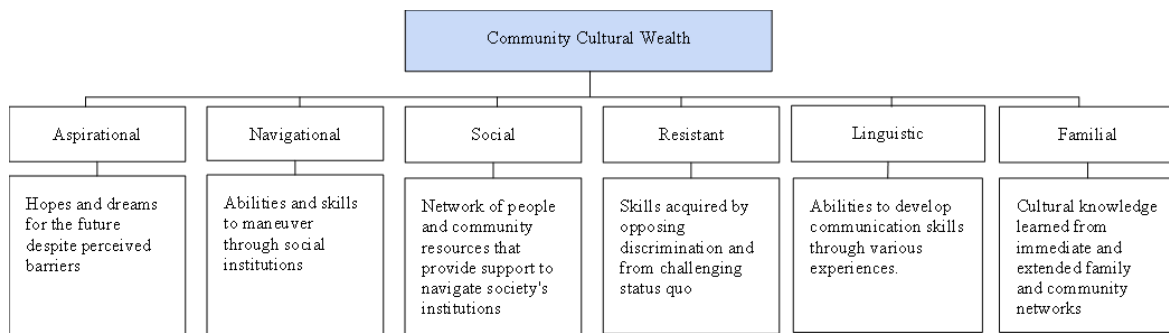 Community Cultural Wealth
Aspirational
Navigational
Social
Resistant
Linguistic
Familial
Hopes and dreams
for the future
despite perceived
barriers
Abilities and skills
to maneuver
through social
institutions
Network of people
and community
resources that
provide support to
navigate society's
institutions
Skills acquired by
opposing
discrimination and
from challenging
status quo
Abilities to develop
communication skills
through various
experiences.
Cultural knowledge
learned from
immediate and
extended family
and community
networks